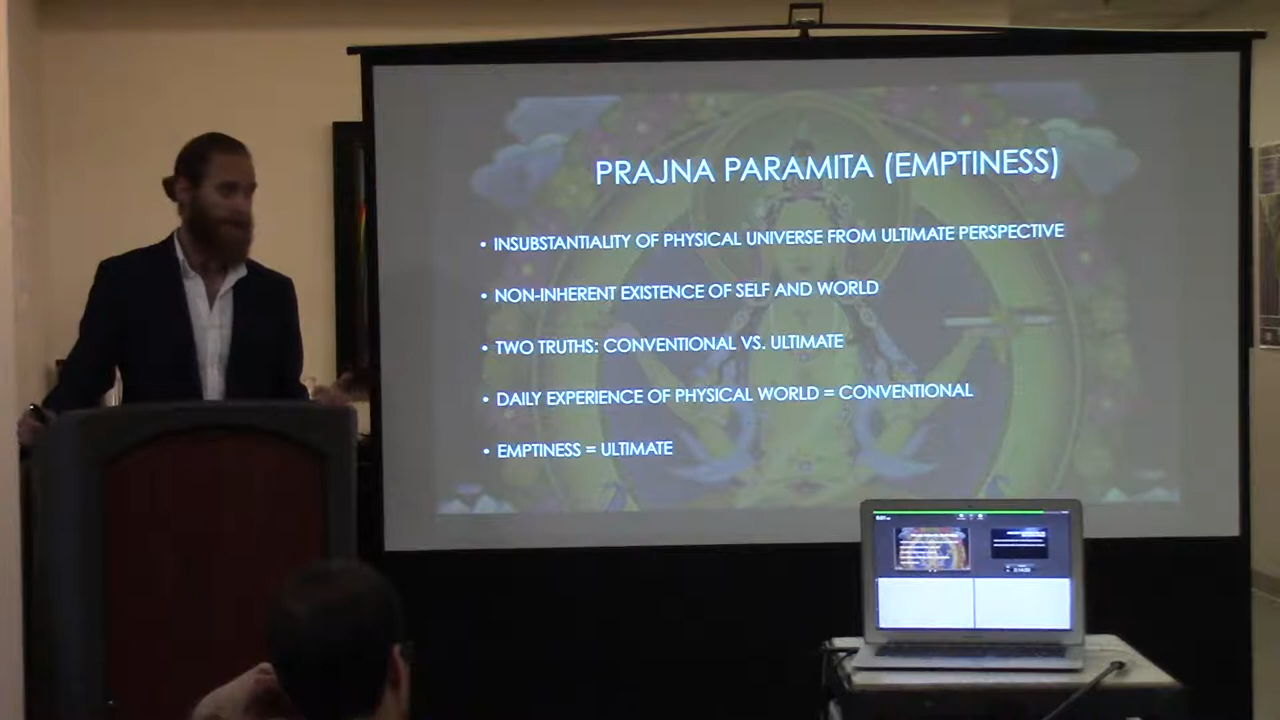 PRAJNA PARAMITA (EMPTINESS)
• INSUBSTANTIALITY OF PHYSICAL UNIVERSE FROM ULTIMATE PERSPECTIVE
• NON-INHERENT EXISTENCE OF SELF AND WORLD
• TWO TRUTHS: CONVENTIONAL VS. ULTIMATE
• DAILY EXPERIENCE OF PHYSICAL WORLD = CONVENTIONAL
• EMPTINESS = ULTIMATE